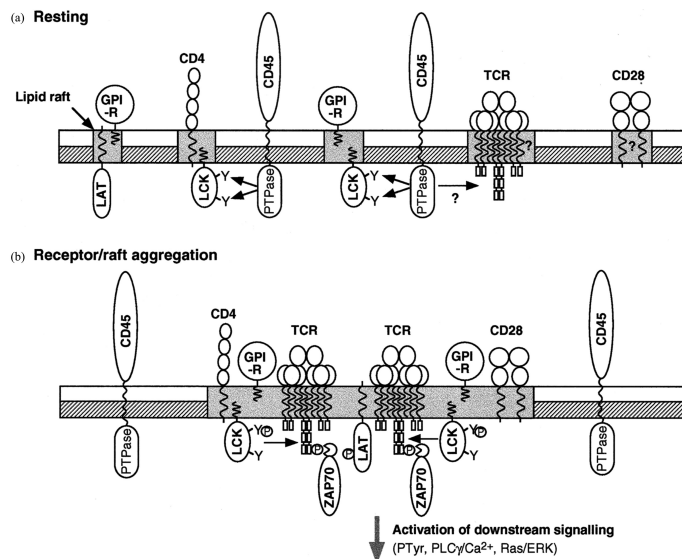 (a) Resting
CD4
CD45
CD45
TCR
CD28
Lipid raft
GPI
-R
GPI
-R
?
?
LAT
LCK
Y
Y
PTPase
LCK
Y
Y
PTPase
?
(b) Receptor/raft aggregation
CD45
CD4
GPI
-R
TCR
TCR
GPI
-R
CD28
CD45
PTPase
LCK
Y
P
Y
P
ZAP70
P
LAT
P
ZAP70
LCK
Y
P
Y
PTPase
Activation of downstream signalling
(PTyr, PLCγ/Ca2+, Ras/ERK)